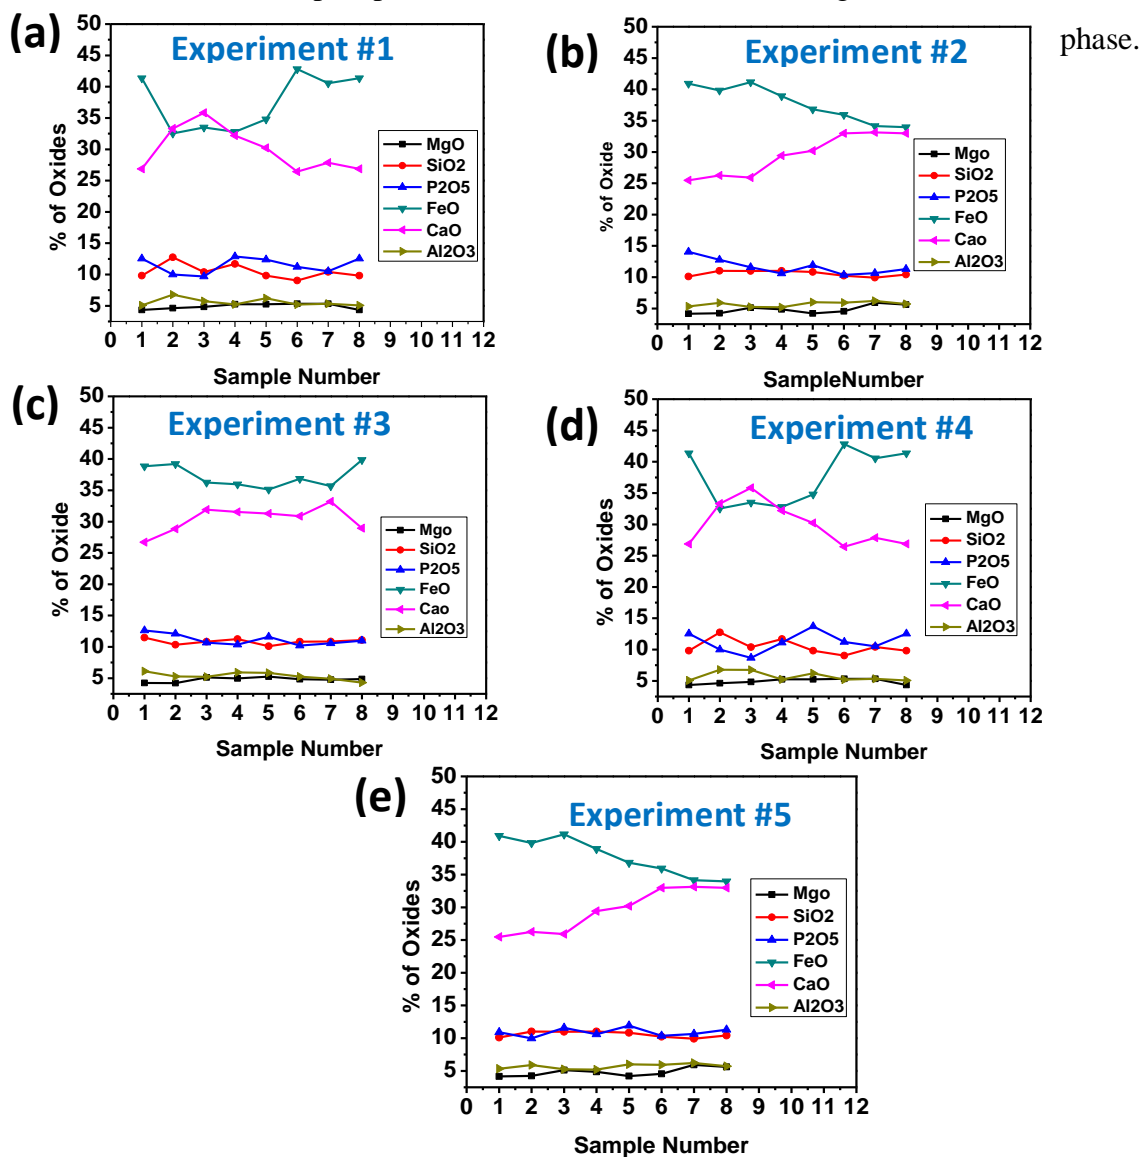 phase.
(a)
Experiment #1
50
45
40
35
30
25
20
15
10
5
% of Oxides
MgO
SiO2
P2O5
FeO
CaO
Al2O3
0 1 2 3 4 5 6 7 8 9 10 11 12
Sample Number
(b)
Experiment #2
50
45
40
35
30
25
20
15
10
5
% of Oxide
Mgo
SiO2
P2O5
FeO
Cao
Al2O3
0 1 2 3 4 5 6 7 8 9 10 11 12
SampleNumber
(c)
Experiment #3
50
45
40
35
30
25
20
15
10
5
% of Oxide
Mgo
SiO2
P2O5
FeO
Cao
Al2O3
0 1 2 3 4 5 6 7 8 9 10 11 12
Sample Number
(d)
Experiment #4
50
45
40
35
30
25
20
15
10
5
% of Oxides
MgO
SiO2
P2O5
FeO
CaO
Al2O3
0 1 2 3 4 5 6 7 8 9 10 11 12
Sample Number
(e)
Experiment #5
50
45
40
35
30
25
20
15
10
5
% of Oxides
Mgo
SiO2
P2O5
FeO
CaO
Al2O3
0 1 2 3 4 5 6 7 8 9 10 11 12
Sample Number